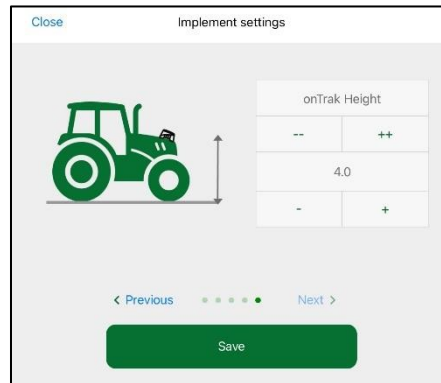 Close Implement settings
onTrak Height
-- ++
4.0
- +
< Previous Next >
Save